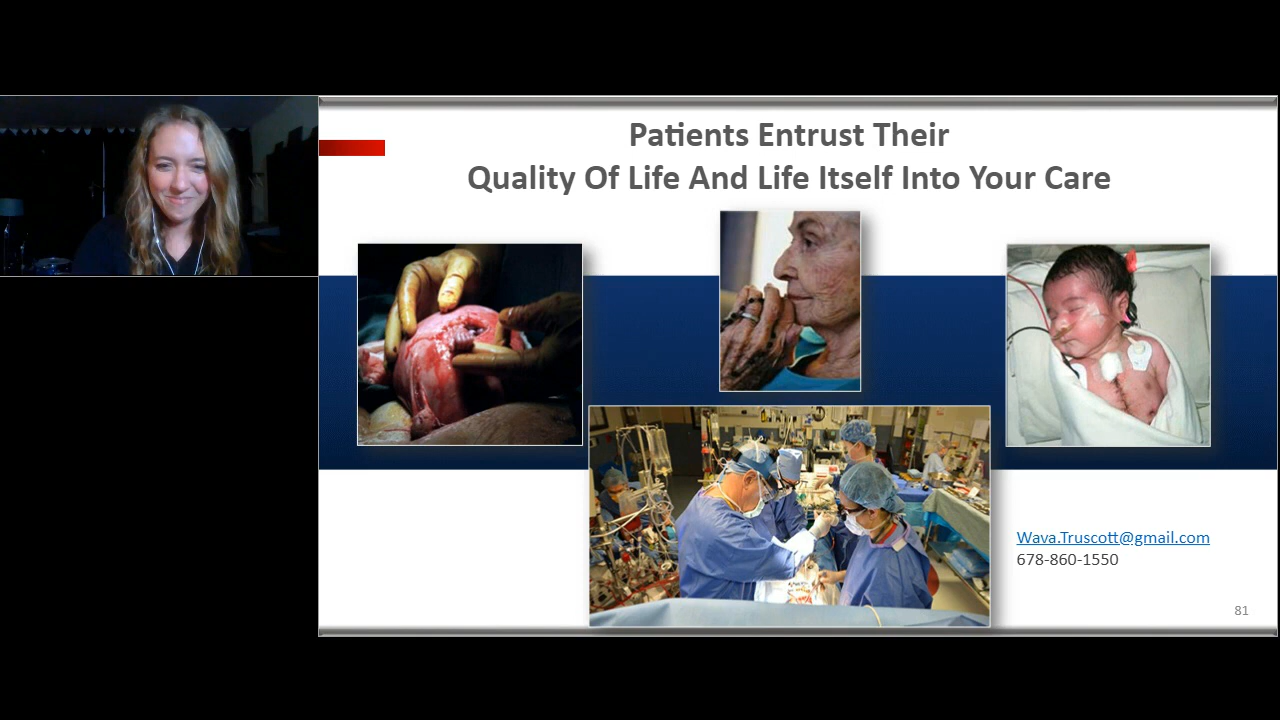 Patients Entrust Their
Quality Of Life And Life Itself Into Your Care
Wava.Truscott@gmail.com
678-860-1550
81